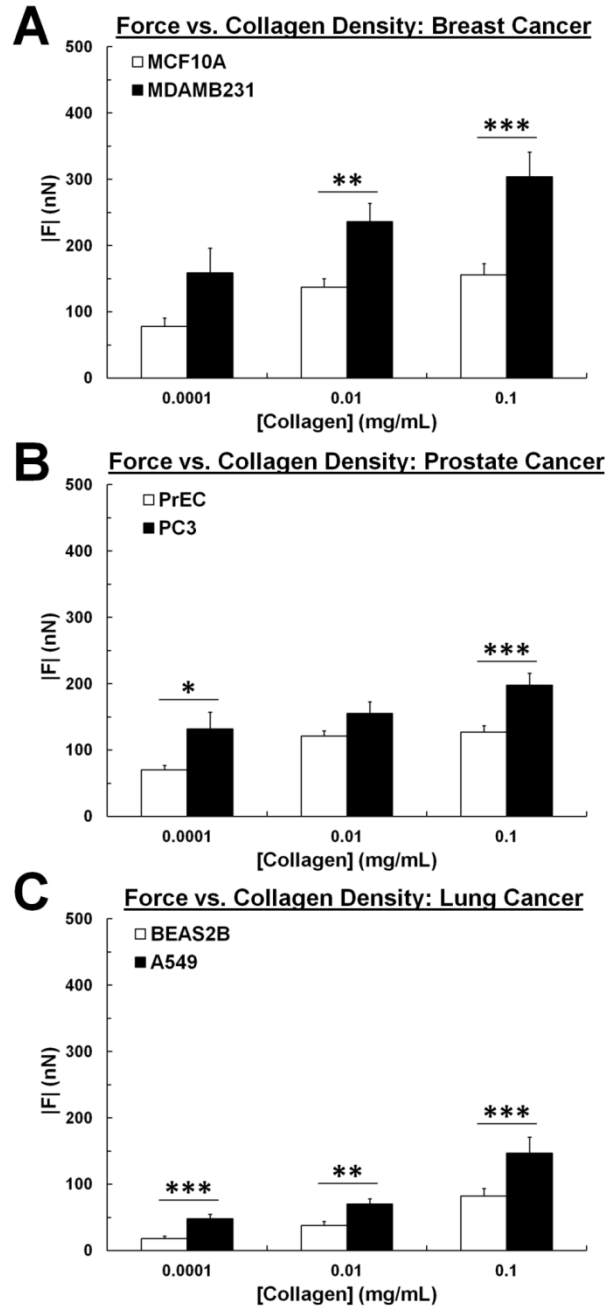 A
Force vs. Collagen Density: Breast Cancer
500
MCF10A
MDAMB231
400
***
300
**
|F| (nN)
200
100
0
0.0001 0.01 0.1
[Collagen] (mg/mL)
B
Force vs. Collagen Density: Prostate Cancer
500
PrEC
PC3
400
300
|F| (nN)
***
200
*
100
0
0.0001 0.01 0.1
[Collagen] (mg/mL)
C
Force vs. Collagen Density: Lung Cancer
500
BEAS2B
A549
400
300
|F| (nN)
200
***
**
***
100
0
0.0001 0.01 0.1
[Collagen] (mg/mL)